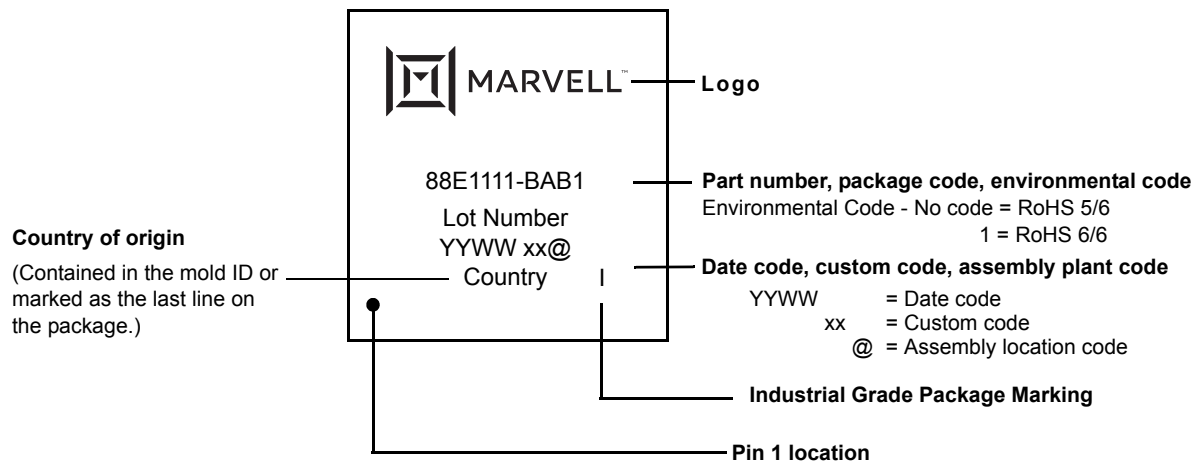 MARVELL™
Logo
88E1111-BAB1
Part number, package code, environmental code
Environmental Code - No code = RoHS 5/6
1 = RoHS 6/6
Lot Number
YYWW xx@
Country I
Country of origin
(Contained in the mold ID or
marked as the last line on
the package.)
Date code, custom code, assembly plant code
YYWW = Date code
xx = Custom code
@ = Assembly location code
Industrial Grade Package Marking
Pin 1 location